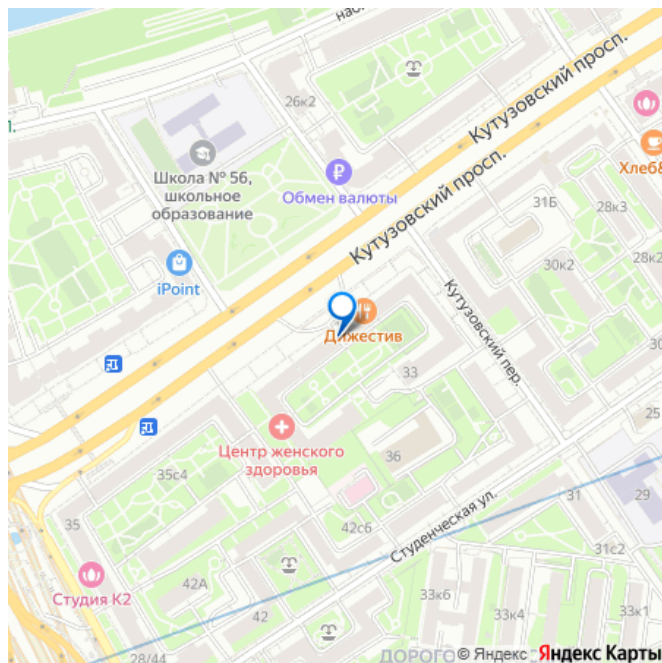 наб.
26к2
Кутузовский просп.
Школа № 56,
школьное
образование
₽
Обмен валюты
Кутузовский просп.
Хлеб&
31Б
28к3
30к2
28к2
iPoint
Кутузовский пер.
Дижестив
33
Центр женского
здоровья
36
25
35с4
35
42с6
Студенческая ул.
31
29
31с2
42А
Студия К2
42
33к6
33к4
33к1
28/44
ДОРОГО
© Яндекс Яндекс Карты